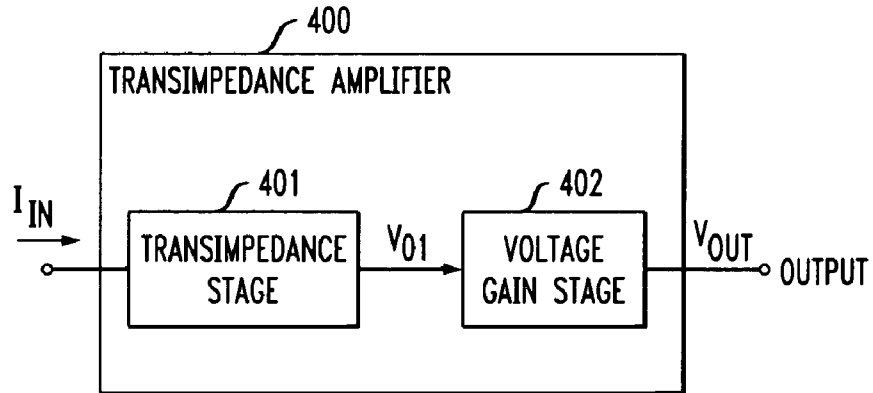 400
TRANSIMPEDANCE AMPLIFIER
401
402
I_IN
TRANSIMPEDANCE
STAGE
V_01
VOLTAGE
GAIN STAGE
V_OUT
OUTPUT